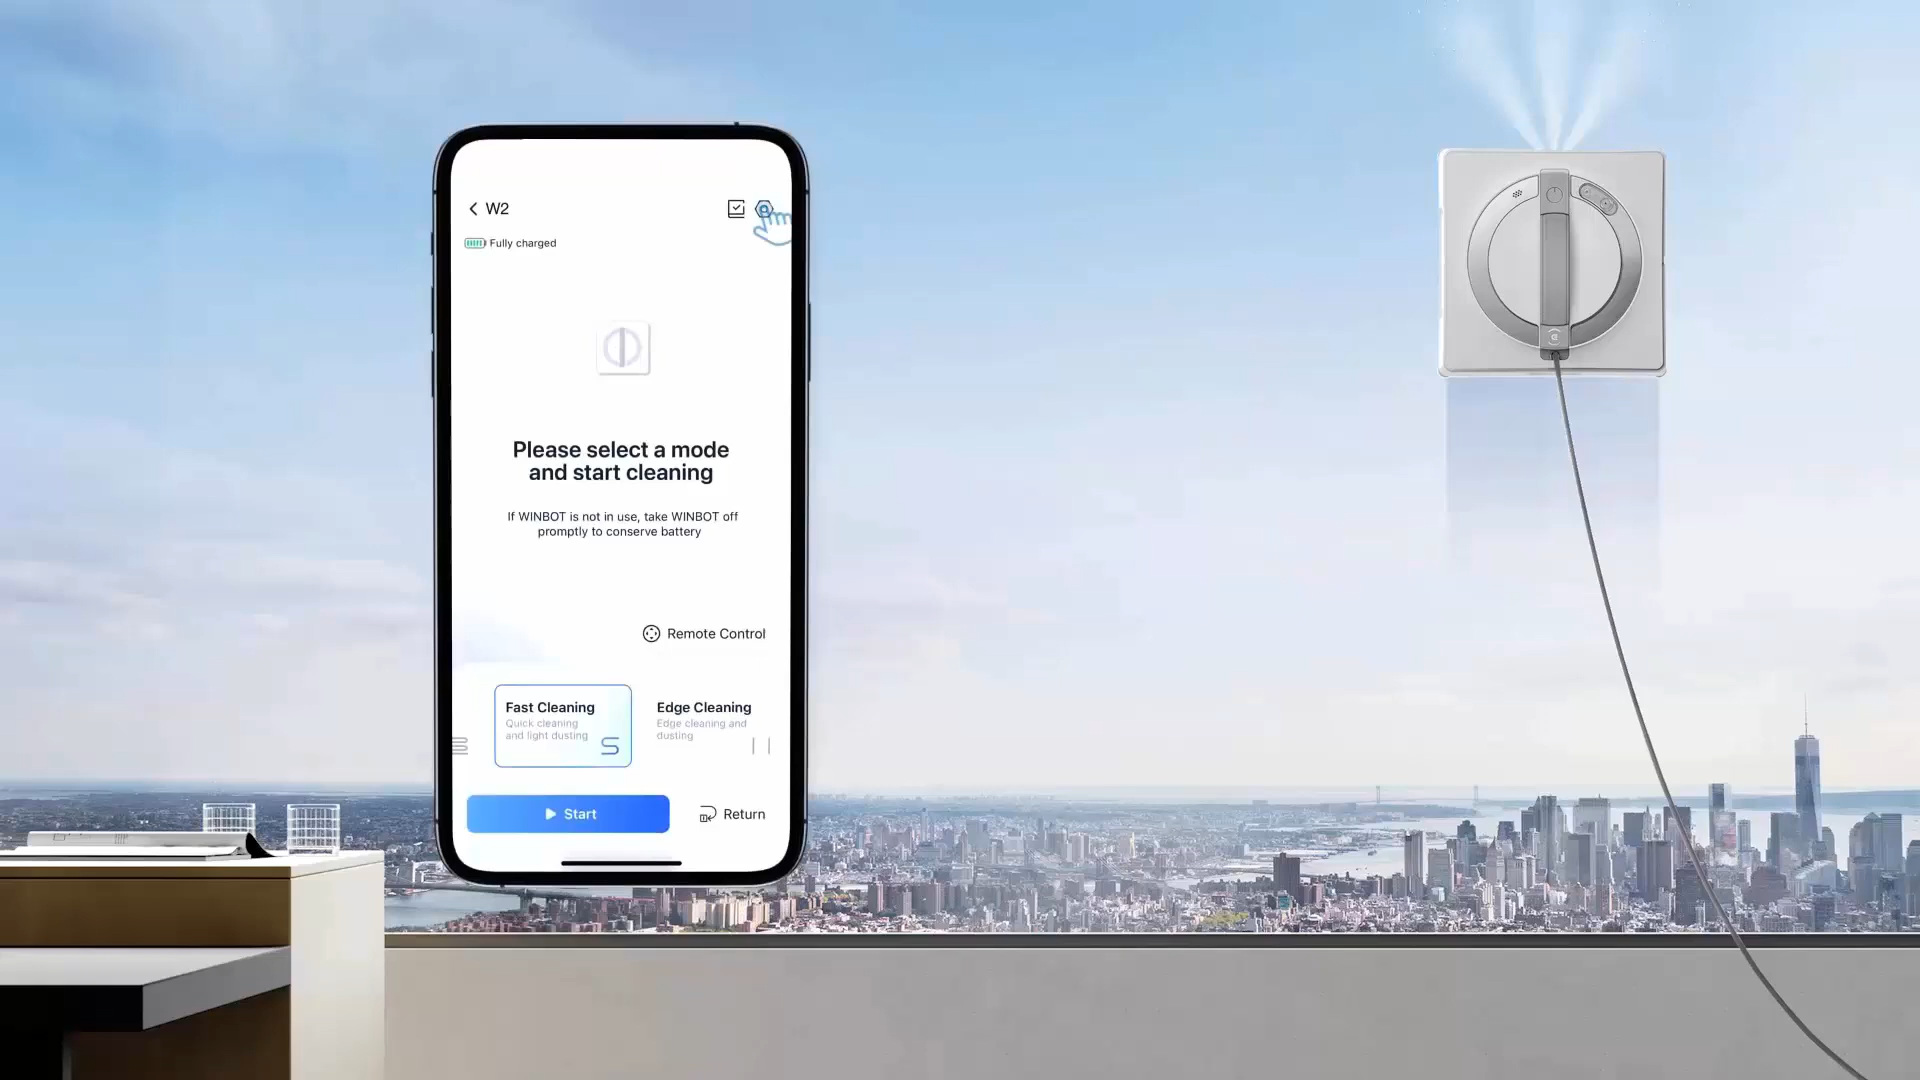 W2
Fully charged
Please select a mode
and start cleaning
If WINBOT is not in use, take WINBOT off
promptly to conserve battery
Remote Control
Fast Cleaning
Quick cleaning
and light dusting
Edge Cleaning
Edge cleaning and
dusting
Start
Return